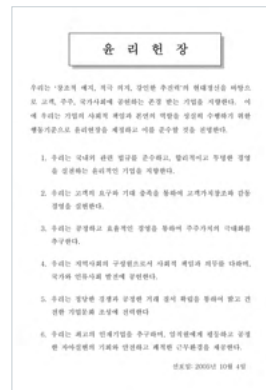 윤 리 헌 장
우리는 '창조적 예지, 적극 의지, 강인한 추진력'의 현대정신을 바탕으
로 고객, 주주, 국가사회에 공헌하는 존경 받는 기업을 지향한다. 이
에 우리는 기업의 사회적 책임과 본연의 역할을 성실히 수행하기 위한
행동기준으로 윤리헌장을 제정하고 이를 준수할 것을 천명한다.
1. 우리는 국내외 관련 법규를 준수하고, 합리적이고 투명한 경영
을 실천하는 윤리적인 기업을 지향한다.
2. 우리는 고객의 요구와 기대 충족을 통하여 고객가치창조와 감동
경영을 실현한다.
3. 우리는 공정하고 효율적인 경영을 통하여 주주가치의 극대화를
추구한다.
4. 우리는 지역사회의 구성원으로서 사회적 책임과 의무를 다하며,
국가와 인류사회 발전에 공헌한다.
5. 우리는 정당한 경쟁과 공정한 거래 질서 확립을 통하여 맑고 건
전한 기업문화 조성에 진력한다
6. 우리는 최고의 인재기업을 추구하며, 임직원에게 평등하고 공정
한 자아실현의 기회와 안전하고 쾌적한 근무환경을 제공한다.
선포일: 2005년 10월 4일